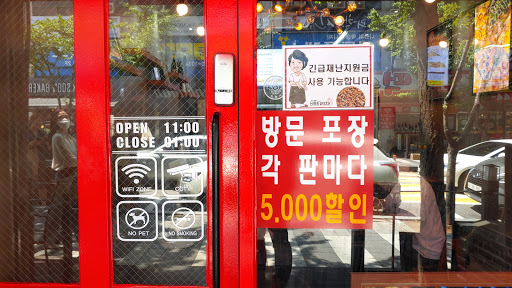 OPEN 11:00
CLOSE 01:00
WIFI ZONE
CCTV
NO PET
NO SMOKING
긴급재난지원금
사용 가능합니다
방문 포장
각 판마다
5.000할인